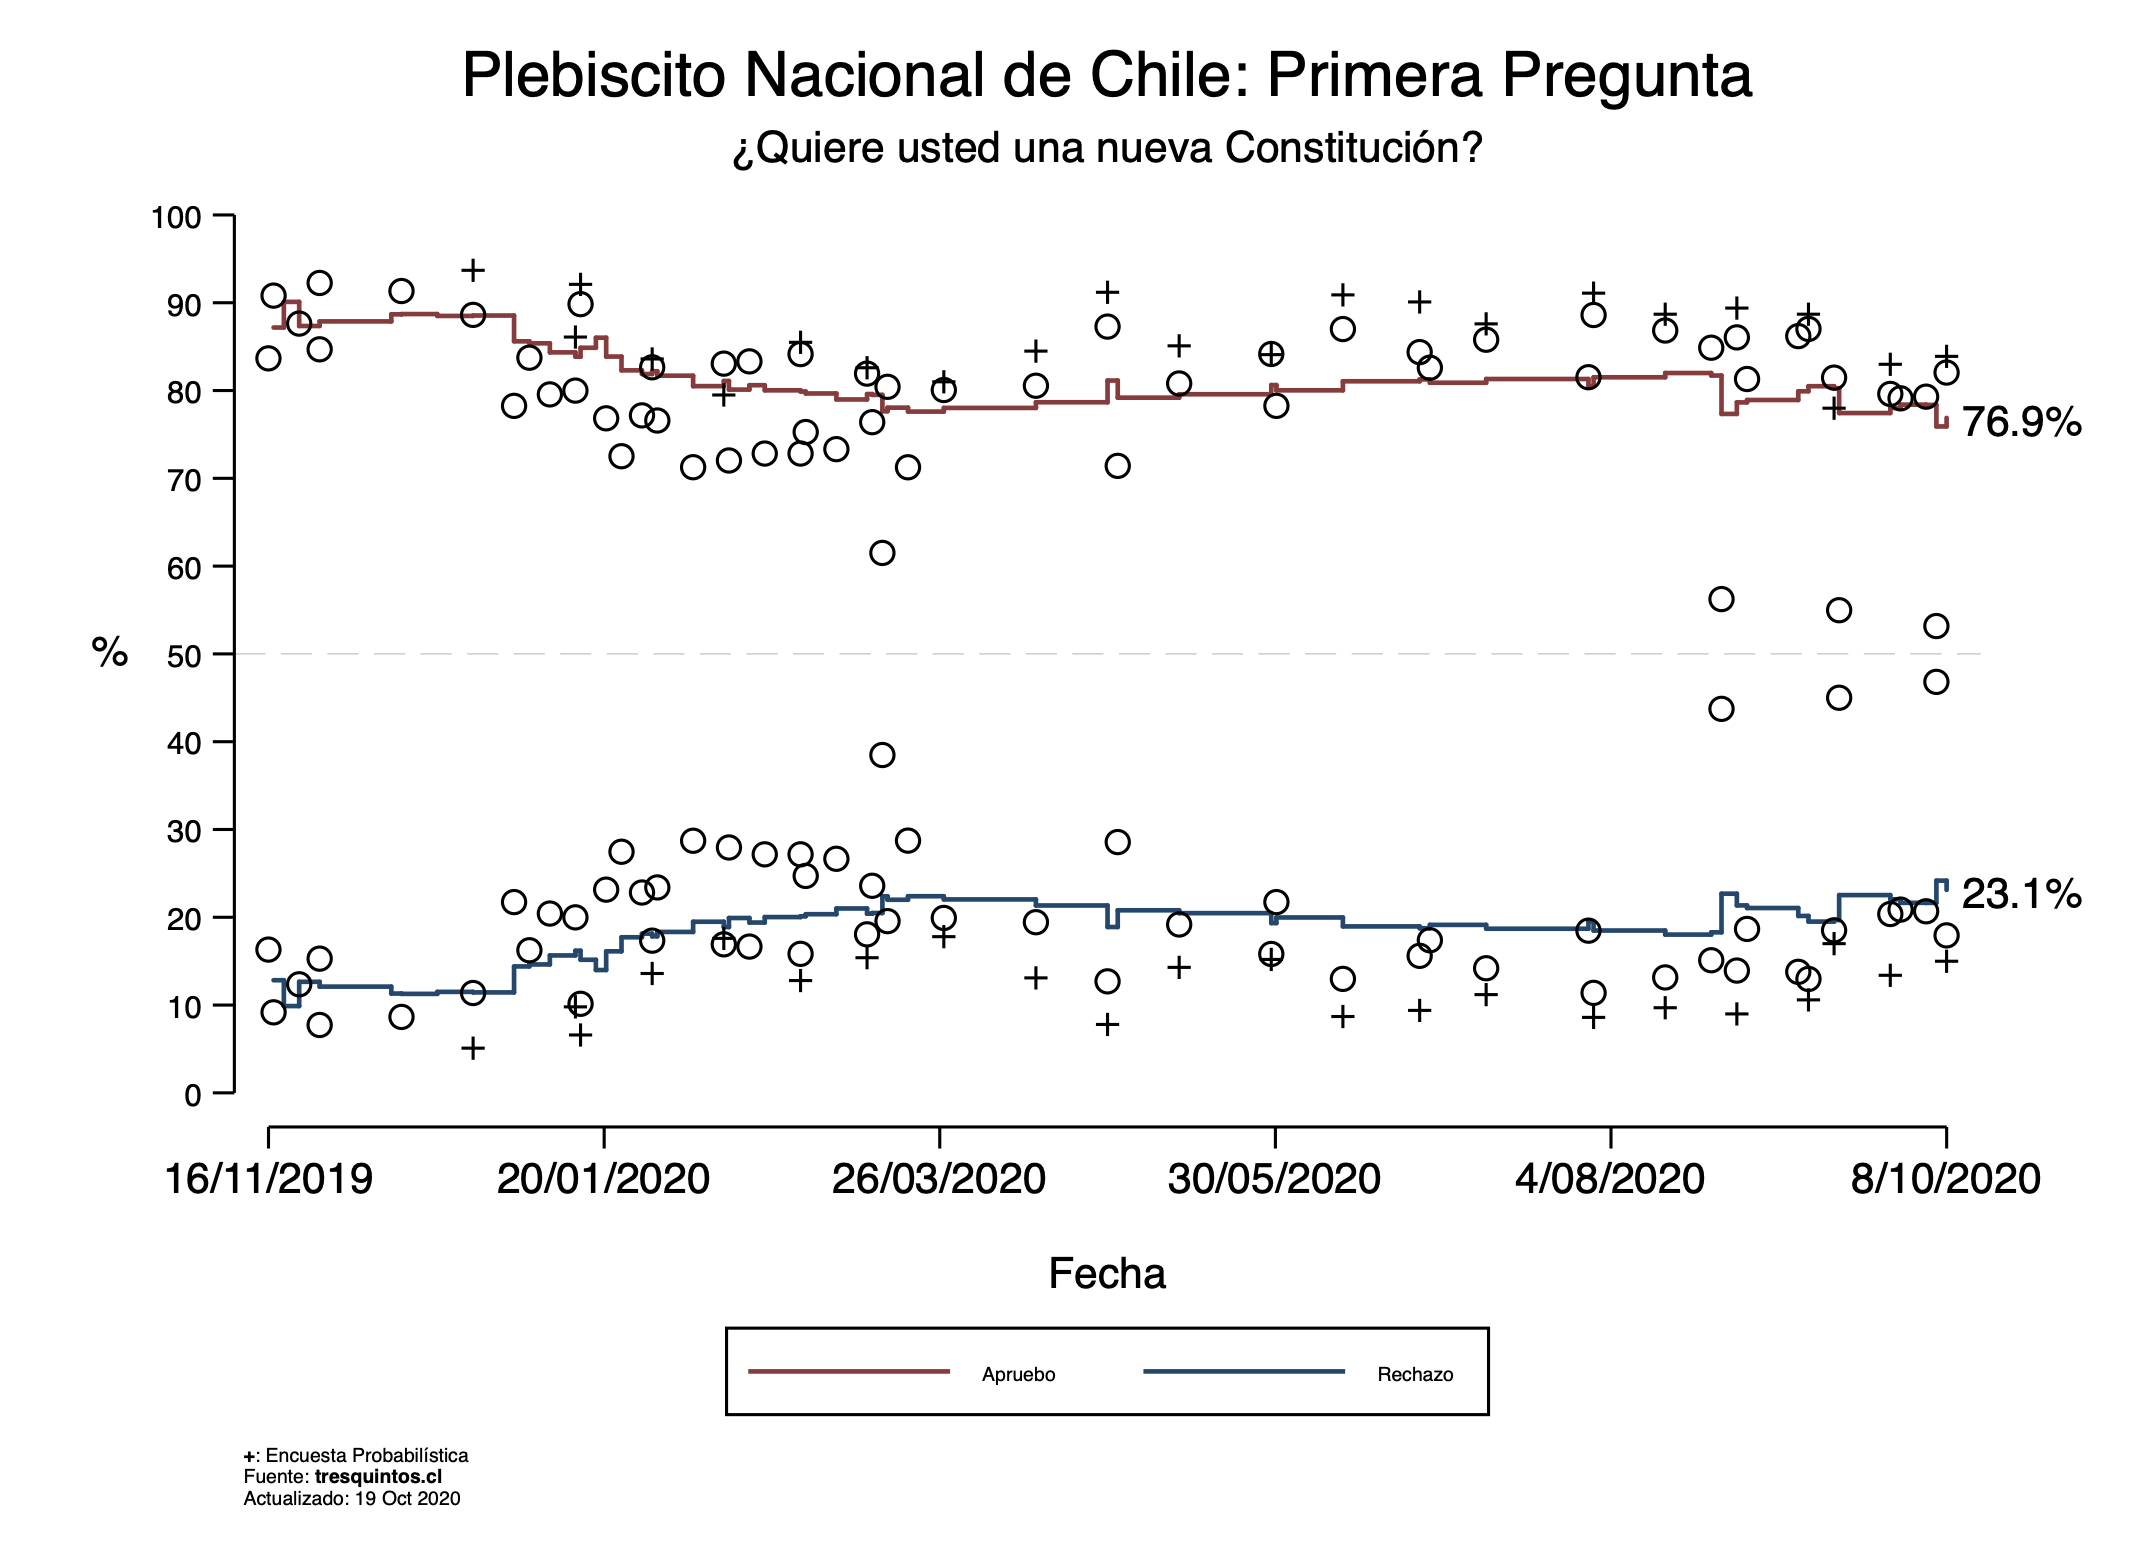 Plebiscito Nacional de Chile: Primera Pregunta
¿Quiere usted una nueva Constitución?
100
90
80
70
60
50
40
30
20
10
0
%
76.9%
23.1%
16/11/2019 20/01/2020 26/03/2020 30/05/2020 4/08/2020 8/10/2020
Fecha
Apruebo Rechazo
+: Encuesta Probabilística
Fuente: tresquintos.cl
Actualizado: 19 Oct 2020